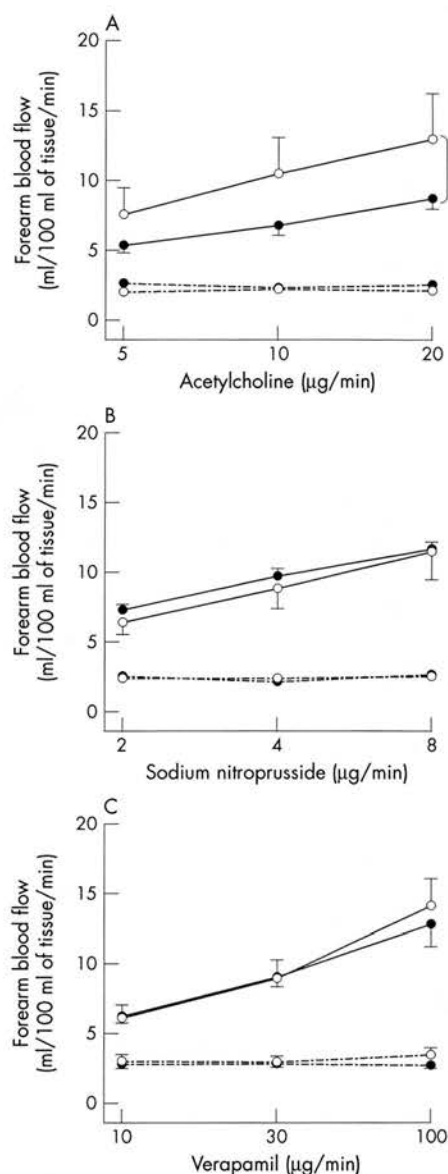 A
20
15
10
5
0
Forearm blood flow
(ml/100 ml of tissue/min)
5 10 20
Acetylcholine (µg/min)
B
20
15
10
5
0
Forearm blood flow
(ml/100 ml of tissue/min)
2 4 8
Sodium nitroprusside (µg/min)
C
20
15
10
5
0
Forearm blood flow
(ml/100 ml of tissue/min)
10 30 100
Verapamil (µg/min)